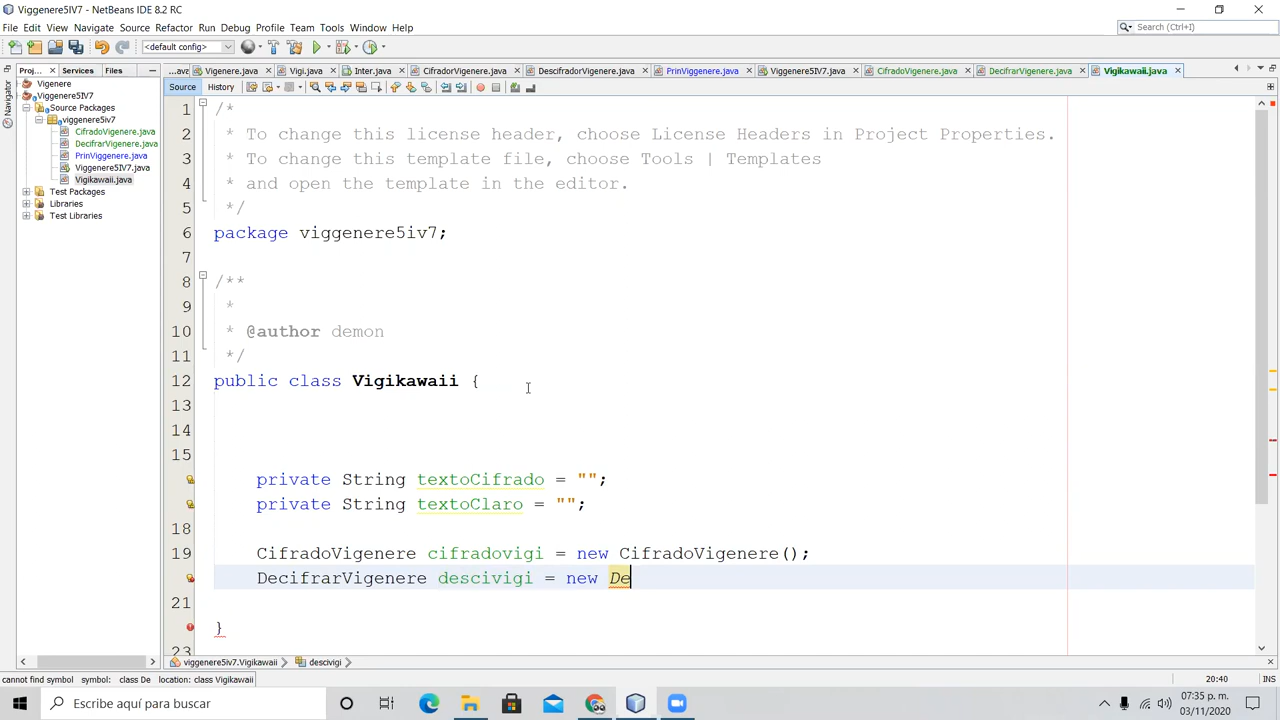 Viggenere5IV7 - NetBeans IDE 8.2 RC
File Edit View Navigate Source Refactor Run Debug Profile Team Tools Window Help
Search (Ctrl+I)
<default config>
Proj... Services Files
...ava Vigenere.java Vigi.java Inter.java CifradorVigenere.java DescifradorVigenere.java PrinViggenere.java Viggenere5IV7.java CifradoVigenere.java DecifrarVigenere.java Vigikawaii.java
Source History
Navigator
Vigenere
Viggenere5IV7
Source Packages
viggenere5iv7
CifradoVigenere.java
DecifrarVigenere.java
PrinViggenere.java
Viggenere5IV7.java
Vigikawaii.java
Test Packages
Libraries
Test Libraries
1 /*
2 * To change this license header, choose License Headers in Project Properties.
3 * To change this template file, choose Tools | Templates
4 * and open the template in the editor.
5 */
6 package viggenere5iv7;
7
8 /**
9 *
10 * @author demon
11 */
12 public class Vigikawaii {
13
14
15
private String textoCifrado = "";
private String textoClaro = "";
18
19 CifradoVigenere cifradovigi = new CifradoVigenere();
DecifrarVigenere descivigi = new De
21
}
23
viggenere5iv7.Vigikawaii descivigi
cannot find symbol symbol: class De location: class Vigikawaii
20:40 INS
Escribe aquí para buscar
07:35 p. m.
03/11/2020